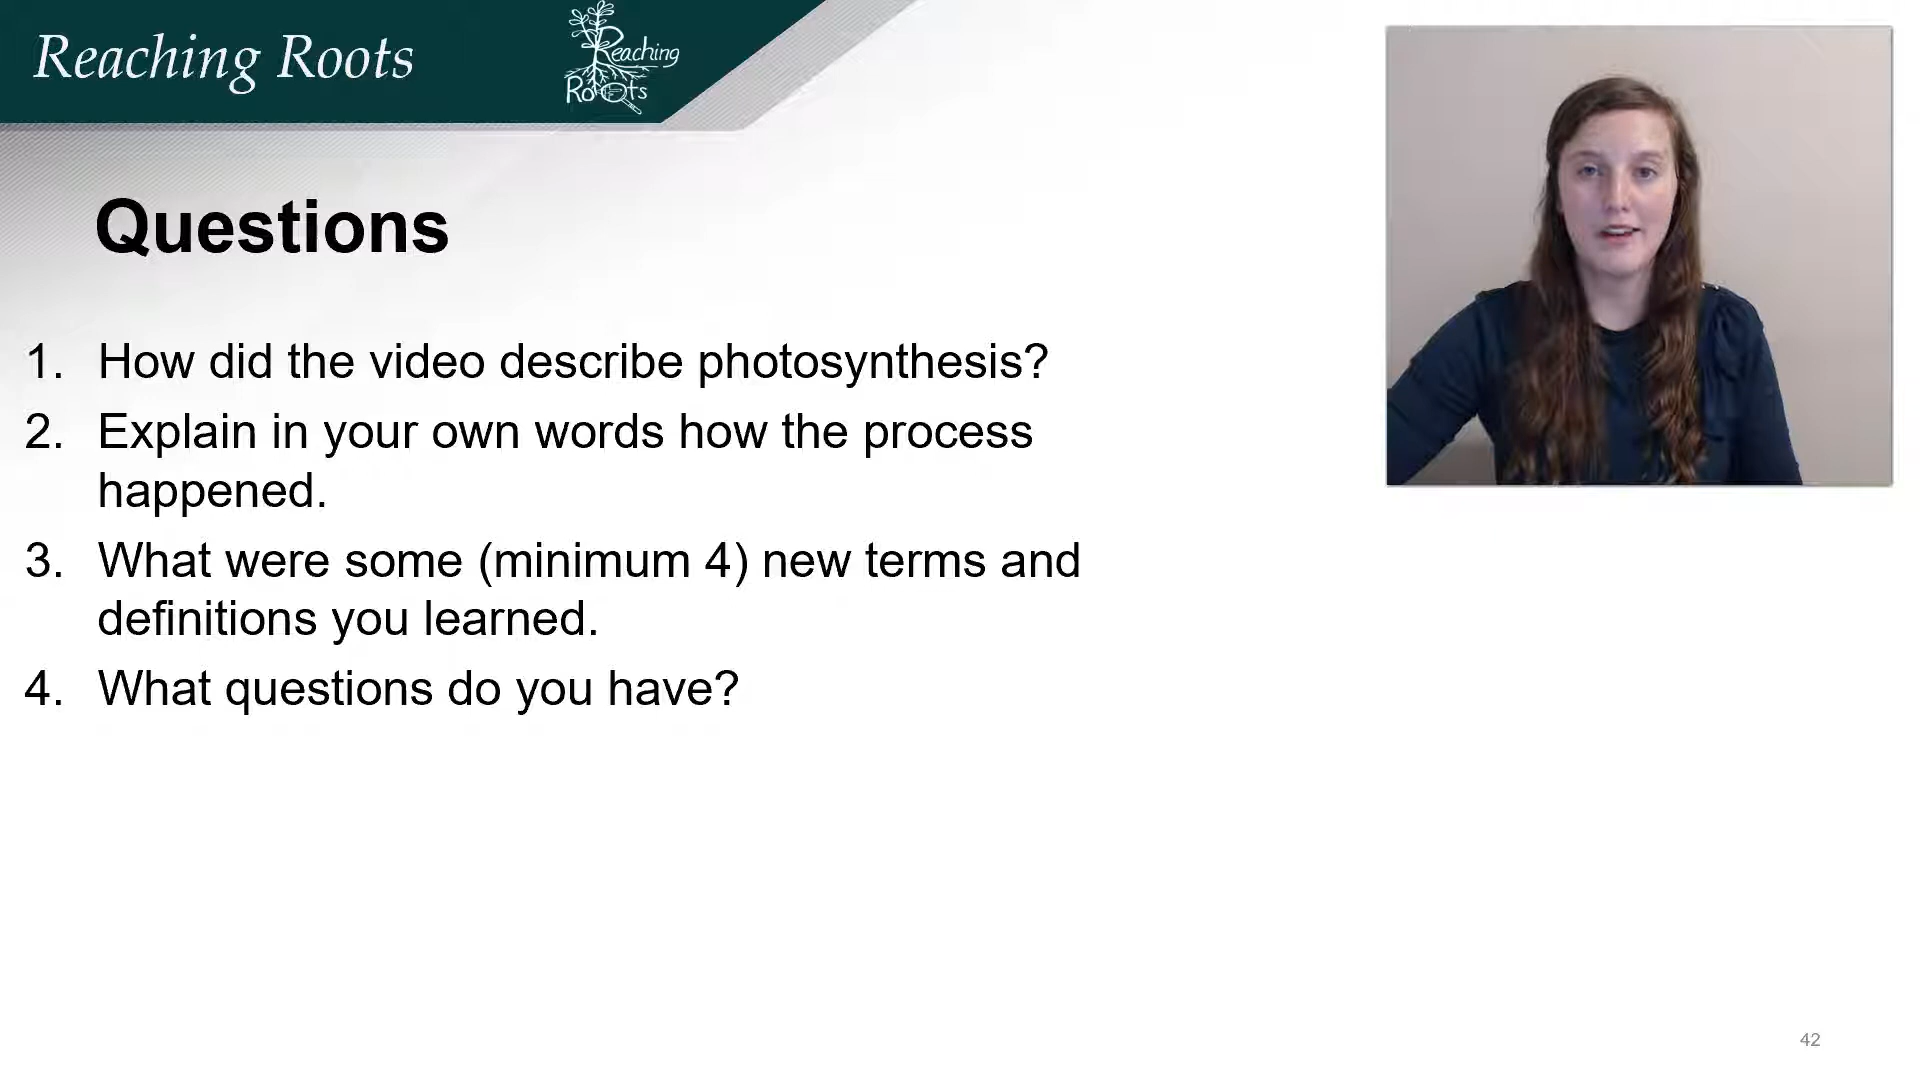 Reaching Roots
Reaching
Roots
Questions
1. How did the video describe photosynthesis?
2. Explain in your own words how the process
happened.
3. What were some (minimum 4) new terms and
definitions you learned.
4. What questions do you have?
42